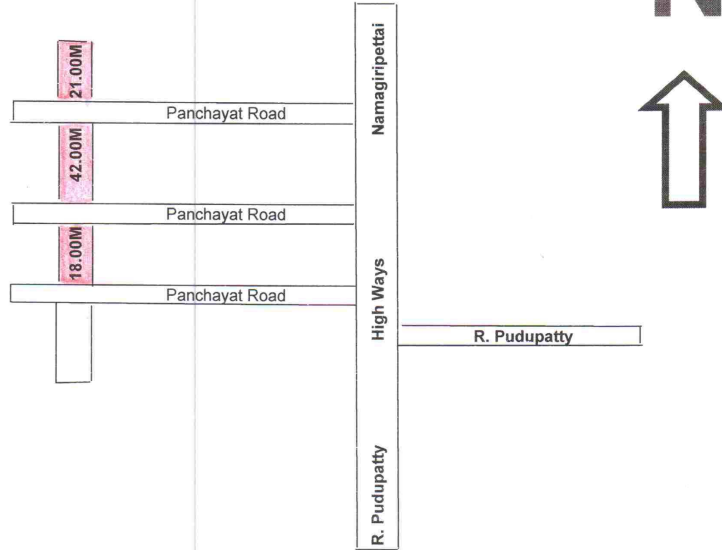 N
21.00M
Namagiripettai
Panchayat Road
42.00M
Panchayat Road
18.00M
High Ways
Panchayat Road
R. Pudupatty
R. Pudupatty